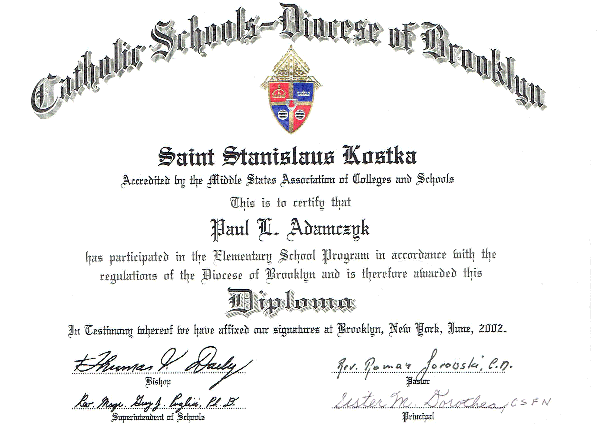 Catholic Schools-Diocese of Brooklyn
Saint Stanislaus Kostka
Accredited by the Middle States Association of Colleges and Schools
This is to certify that
Paul L. Adamczyk
has participated in the Elementary School Program in accordance with the
regulations of the Diocese of Brooklyn and is therefore awarded this
Diploma
In Testimony whereof we have affixed our signatures at Brooklyn, New York, June, 2002.
+ Thomas V. Daily Rev. Roman Jorowski, C.M.
Bishop Pastor
Rev. Msgr. Guy J. Puglisi, Ph.D. Sister M. Dorothea, CSFN
Superintendent of Schools Principal